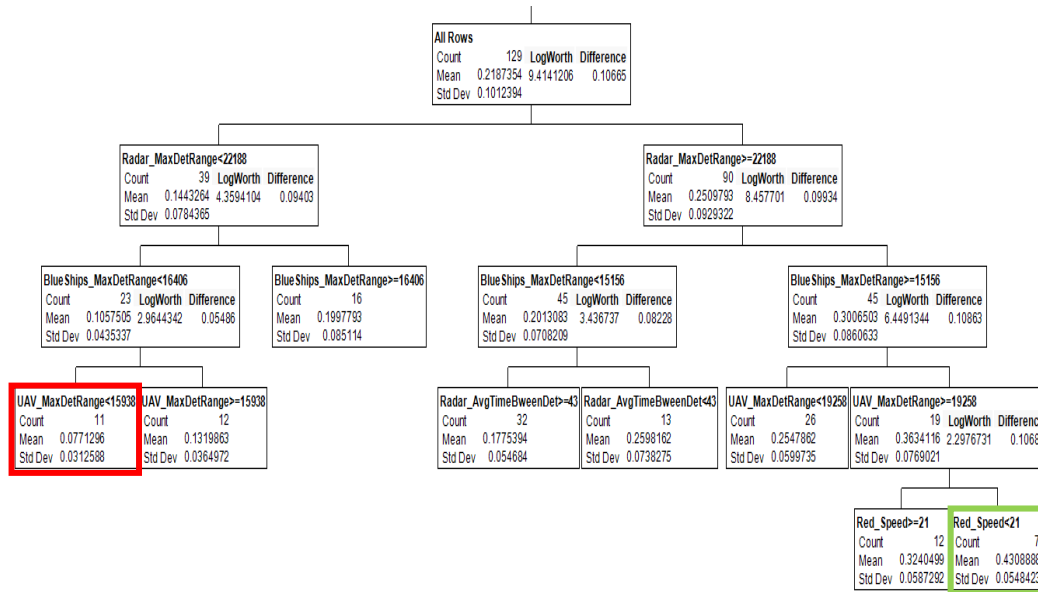 All Rows
Count 129 LogWorth Difference
Mean 0.2187354 9.4141206 0.10665
Std Dev 0.1012394
Radar_MaxDetRange<22188
Count 39 LogWorth Difference
Mean 0.1443264 4.3594104 0.09403
Std Dev 0.0784365
Radar_MaxDetRange>=22188
Count 90 LogWorth Difference
Mean 0.2509793 8.457701 0.09934
Std Dev 0.0929322
BlueShips_MaxDetRange<16406
Count 23 LogWorth Difference
Mean 0.1057505 2.9644342 0.05486
Std Dev 0.0435337
BlueShips_MaxDetRange>=16406
Count 16
Mean 0.1997793
Std Dev 0.085114
BlueShips_MaxDetRange<15156
Count 45 LogWorth Difference
Mean 0.2013083 3.436737 0.08228
Std Dev 0.0708209
BlueShips_MaxDetRange>=15156
Count 45 LogWorth Difference
Mean 0.3006503 6.4491344 0.10863
Std Dev 0.0860633
UAV_MaxDetRange<15938
Count 11
Mean 0.0771296
Std Dev 0.0312588
UAV_MaxDetRange>=15938
Count 12
Mean 0.1319863
Std Dev 0.0364972
Radar_AvgTimeBweenDet>=43
Count 32
Mean 0.1775394
Std Dev 0.054684
Radar_AvgTimeBweenDet<43
Count 13
Mean 0.2598162
Std Dev 0.0738275
UAV_MaxDetRange<19258
Count 26
Mean 0.2547862
Std Dev 0.0599735
UAV_MaxDetRange>=19258
Count 19 LogWorth Difference
Mean 0.3634116 2.2976731 0.1068
Std Dev 0.0769021
Red_Speed>=21
Count 12
Mean 0.3240499
Std Dev 0.0587292
Red_Speed<21
Count 7
Mean 0.4308888
Std Dev 0.0548423